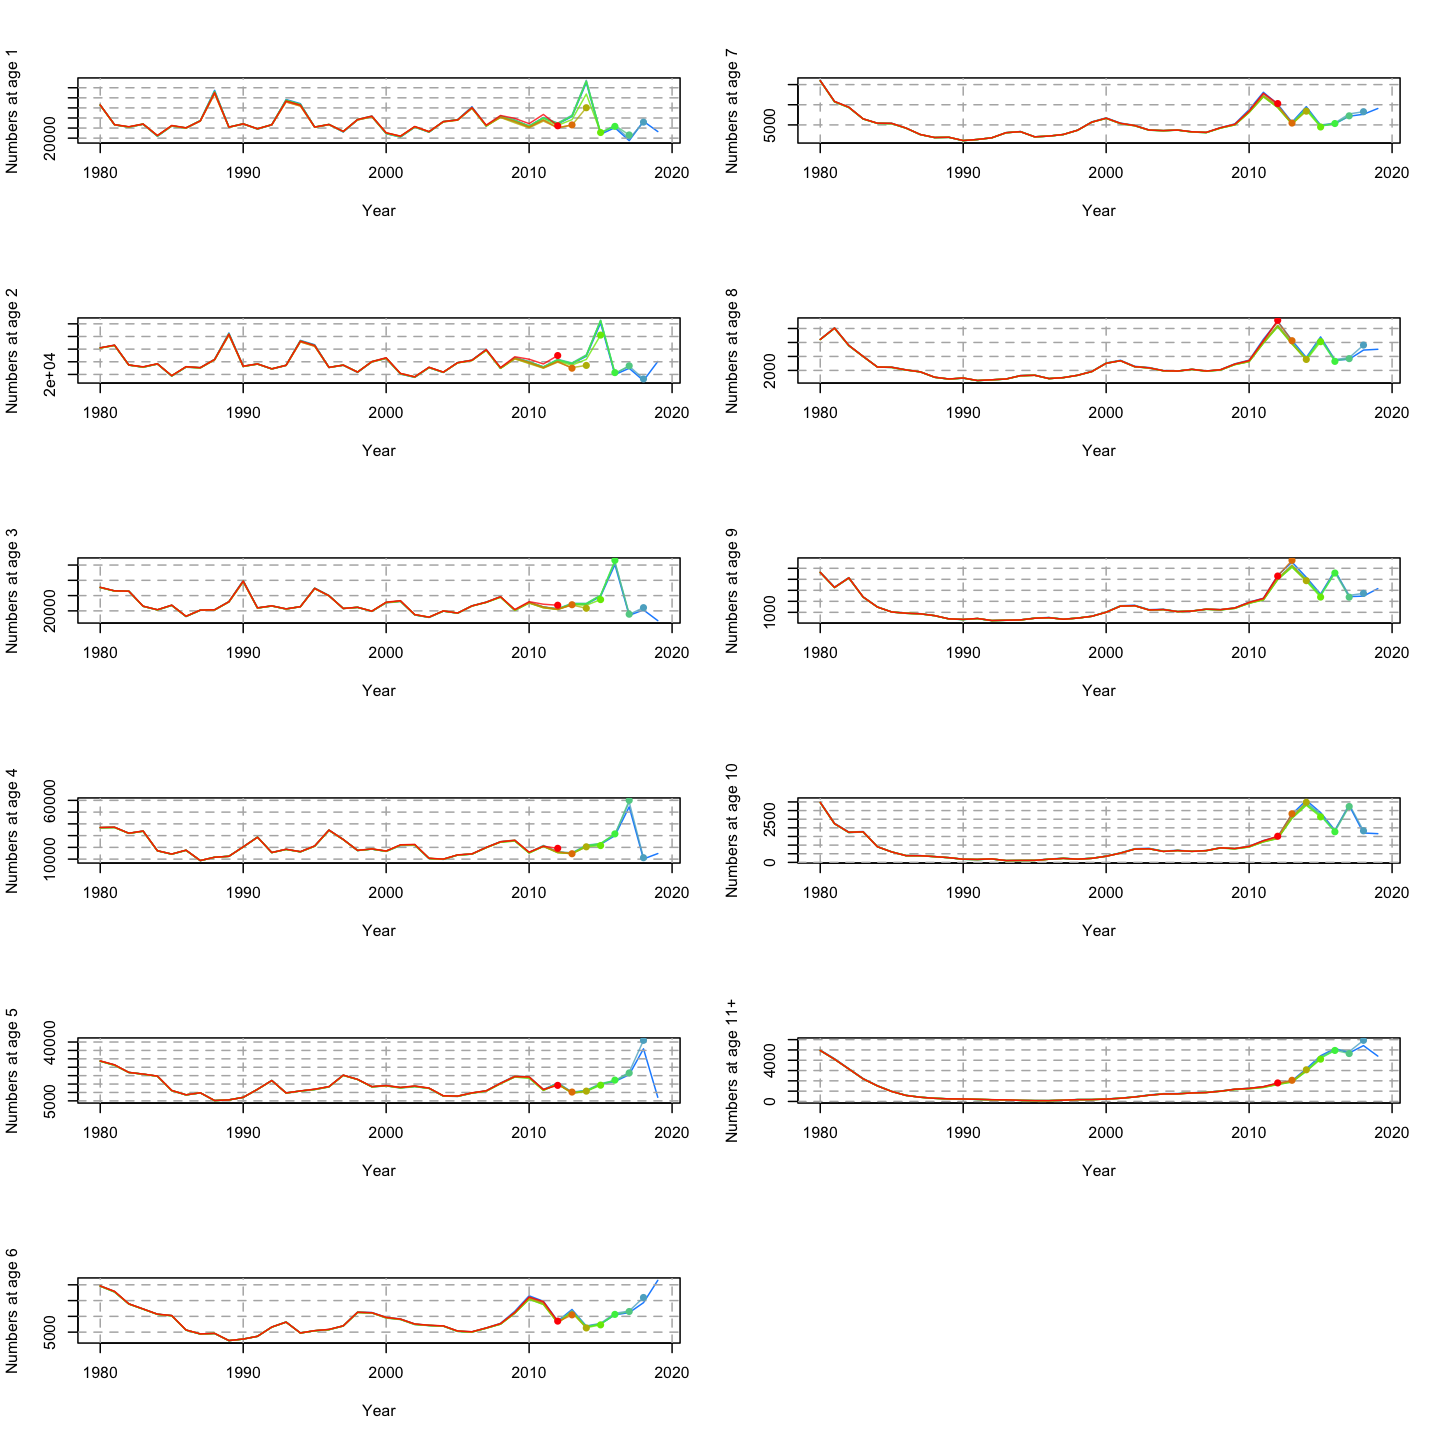 Numbers at age 1
20000
1980 1990 2000 2010 2020
Year
Numbers at age 2
2e+04
1980 1990 2000 2010 2020
Year
Numbers at age 3
20000
1980 1990 2000 2010 2020
Year
Numbers at age 4
10000 60000
1980 1990 2000 2010 2020
Year
Numbers at age 5
5000 40000
1980 1990 2000 2010 2020
Year
Numbers at age 6
5000
1980 1990 2000 2010 2020
Year
Numbers at age 7
5000
1980 1990 2000 2010 2020
Year
Numbers at age 8
2000
1980 1990 2000 2010 2020
Year
Numbers at age 9
1000
1980 1990 2000 2010 2020
Year
Numbers at age 10
0 2500
1980 1990 2000 2010 2020
Year
Numbers at age 11+
0 4000
1980 1990 2000 2010 2020
Year